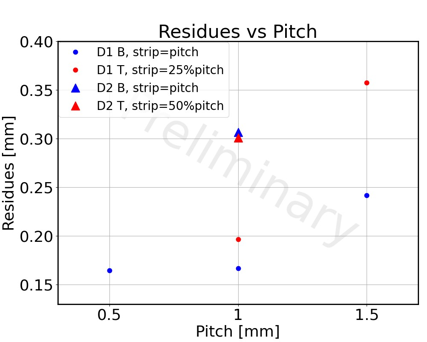 Residues vs Pitch
0.40
0.35
0.30
0.25
0.20
0.15
Residues [mm]
D1 B, strip=pitch
D1 T, strip=25%pitch
D2 B, strip=pitch
D2 T, strip=50%pitch
Preliminary
0.5
1
1.5
Pitch [mm]